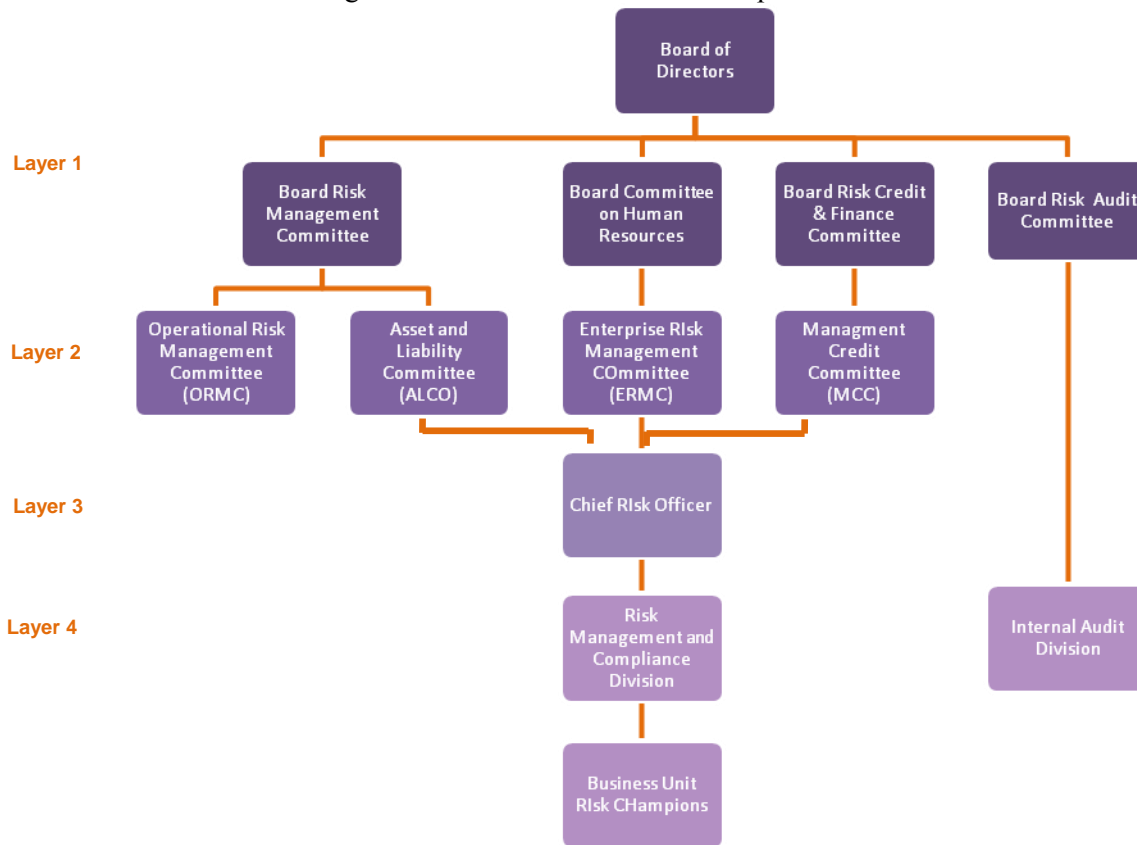 Board of
Directors
Layer 1
Board Risk
Management
Committee
Board Committee
on Human
Resources
Board Risk Credit
& Finance
Committee
Board Risk Audit
Committee
Layer 2
Operational Risk
Management
Committee
(ORMC)
Asset and
Liability
Committee
(ALCO)
Enterprise RIsk
Management
COmmittee
(ERMC)
Managment
Credit
Committee
(MCC)
Layer 3
Chief RIsk Officer
Layer 4
Risk
Management and
Compliance
Division
Internal Audit
Division
Business Unit
RIsk CHampions